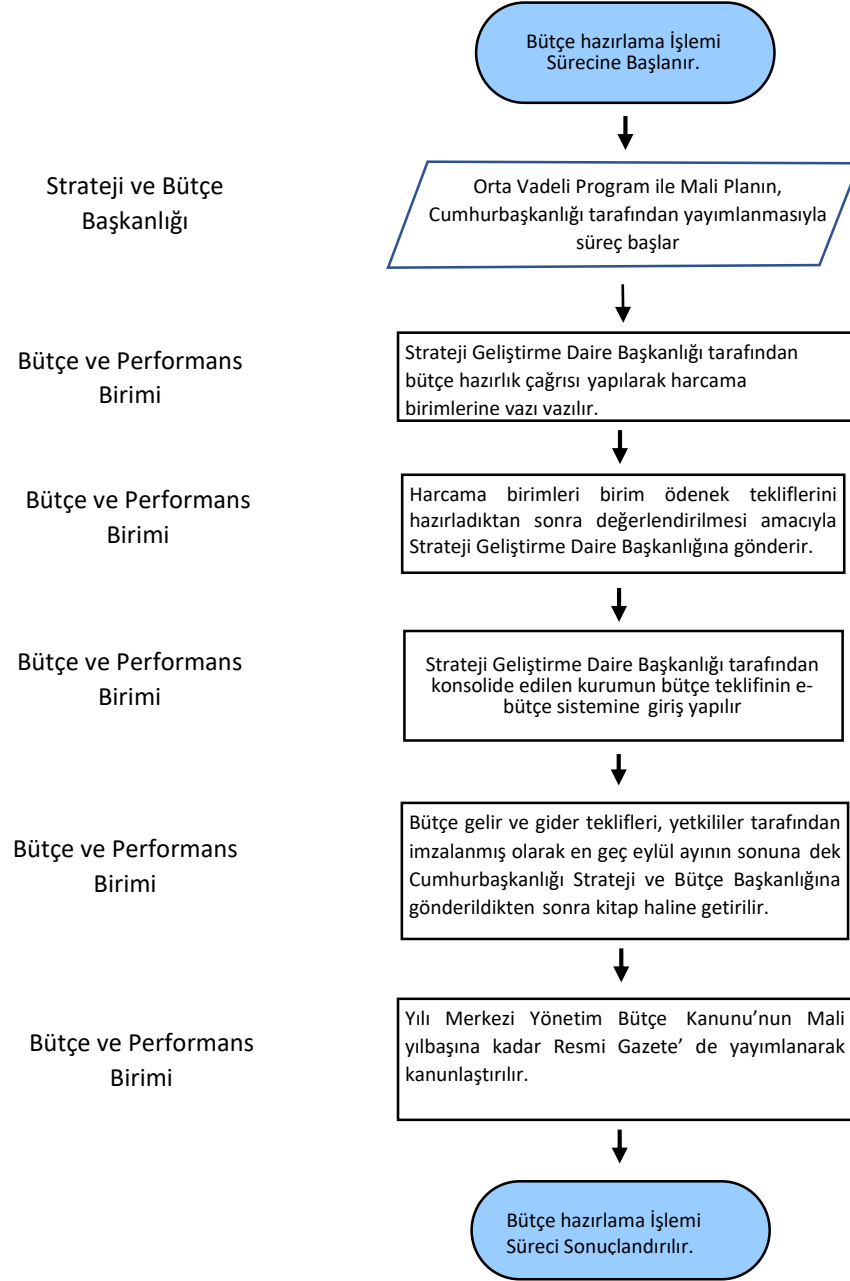 Bütçe hazırlama İşlemi
Sürecine Başlanır.
Strateji ve Bütçe
Başkanlığı
Orta Vadeli Program ile Mali Planın,
Cumhurbaşkanlığı tarafından yayımlanmasıyla
süreç başlar
Bütçe ve Performans
Birimi
Strateji Geliştirme Daire Başkanlığı tarafından
bütçe hazırlık çağrısı yapılarak harcama
birimlerine vazı vazılır.
Bütçe ve Performans
Birimi
Harcama birimleri birim ödenek tekliflerini
hazırladıktan sonra değerlendirilmesi amacıyla
Strateji Geliştirme Daire Başkanlığına gönderir.
Bütçe ve Performans
Birimi
Strateji Geliştirme Daire Başkanlığı tarafından
konsolide edilen kurumun bütçe teklifinin e-
bütçe sistemine giriş yapılır
Bütçe ve Performans
Birimi
Bütçe gelir ve gider teklifleri, yetkililer tarafından
imzalanmış olarak en geç eylül ayının sonuna dek
Cumhurbaşkanlığı Strateji ve Bütçe Başkanlığına
gönderildikten sonra kitap haline getirilir.
Bütçe ve Performans
Birimi
Yılı Merkezi Yönetim Bütçe Kanunu’nun Mali
yılbaşına kadar Resmi Gazete’ de yayımlanarak
kanunlaştırılır.
Bütçe hazırlama İşlemi
Süreci Sonuçlandırılır.